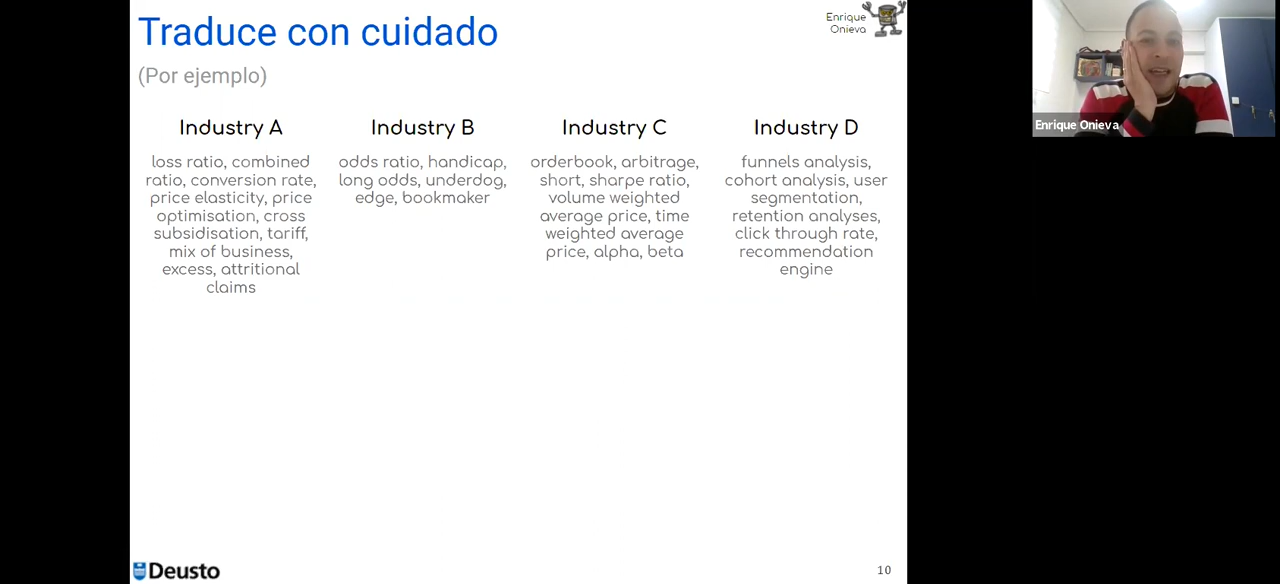 Traduce con cuidado
(Por ejemplo)
Enrique
Onieva
Enrique Onieva
Industry A
loss ratio, combined
ratio, conversion rate,
price elasticity, price
optimisation, cross
subsidisation, tariff,
mix of business,
excess, attritional
claims
Industry B
odds ratio, handicap,
long odds, underdog,
edge, bookmaker
Industry C
orderbook, arbitrage,
short, sharpe ratio,
volume weighted
average price, time
weighted average
price, alpha, beta
Industry D
funnels analysis,
cohort analysis, user
segmentation,
retention analyses,
click through rate,
recommendation
engine
Deusto
10